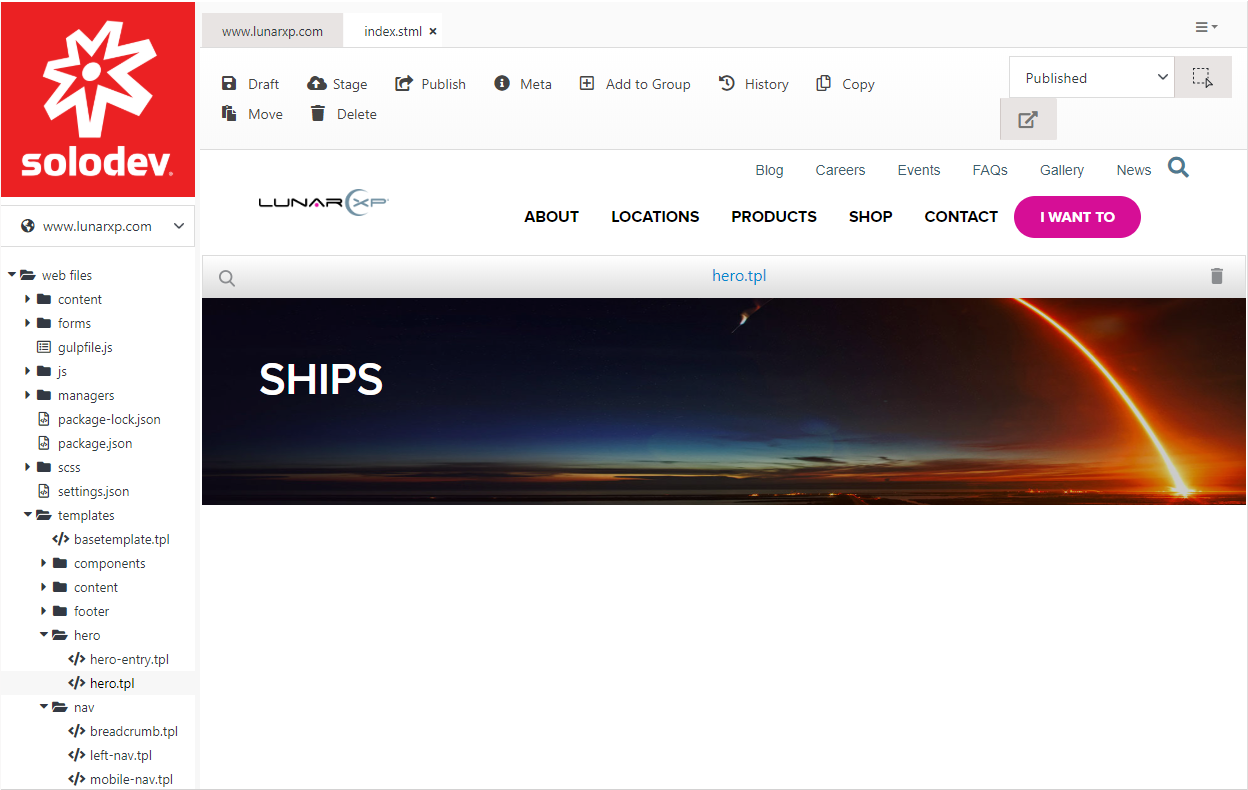 solodev
www.lunarxp.com
web files
content
forms
gulpfile.js
js
managers
package-lock.json
package.json
scss
settings.json
templates
basetemplate.tpl
components
content
footer
hero
hero-entry.tpl
hero.tpl
nav
breadcrumb.tpl
left-nav.tpl
mobile-nav.tpl
www.lunarxp.com index.stml ×
Draft Stage Publish Meta Add to Group History Copy
Move Delete
Published
Blog Careers Events FAQs Gallery News
LUNAR XP
ABOUT LOCATIONS PRODUCTS SHOP CONTACT I WANT TO
hero.tpl
SHIPS